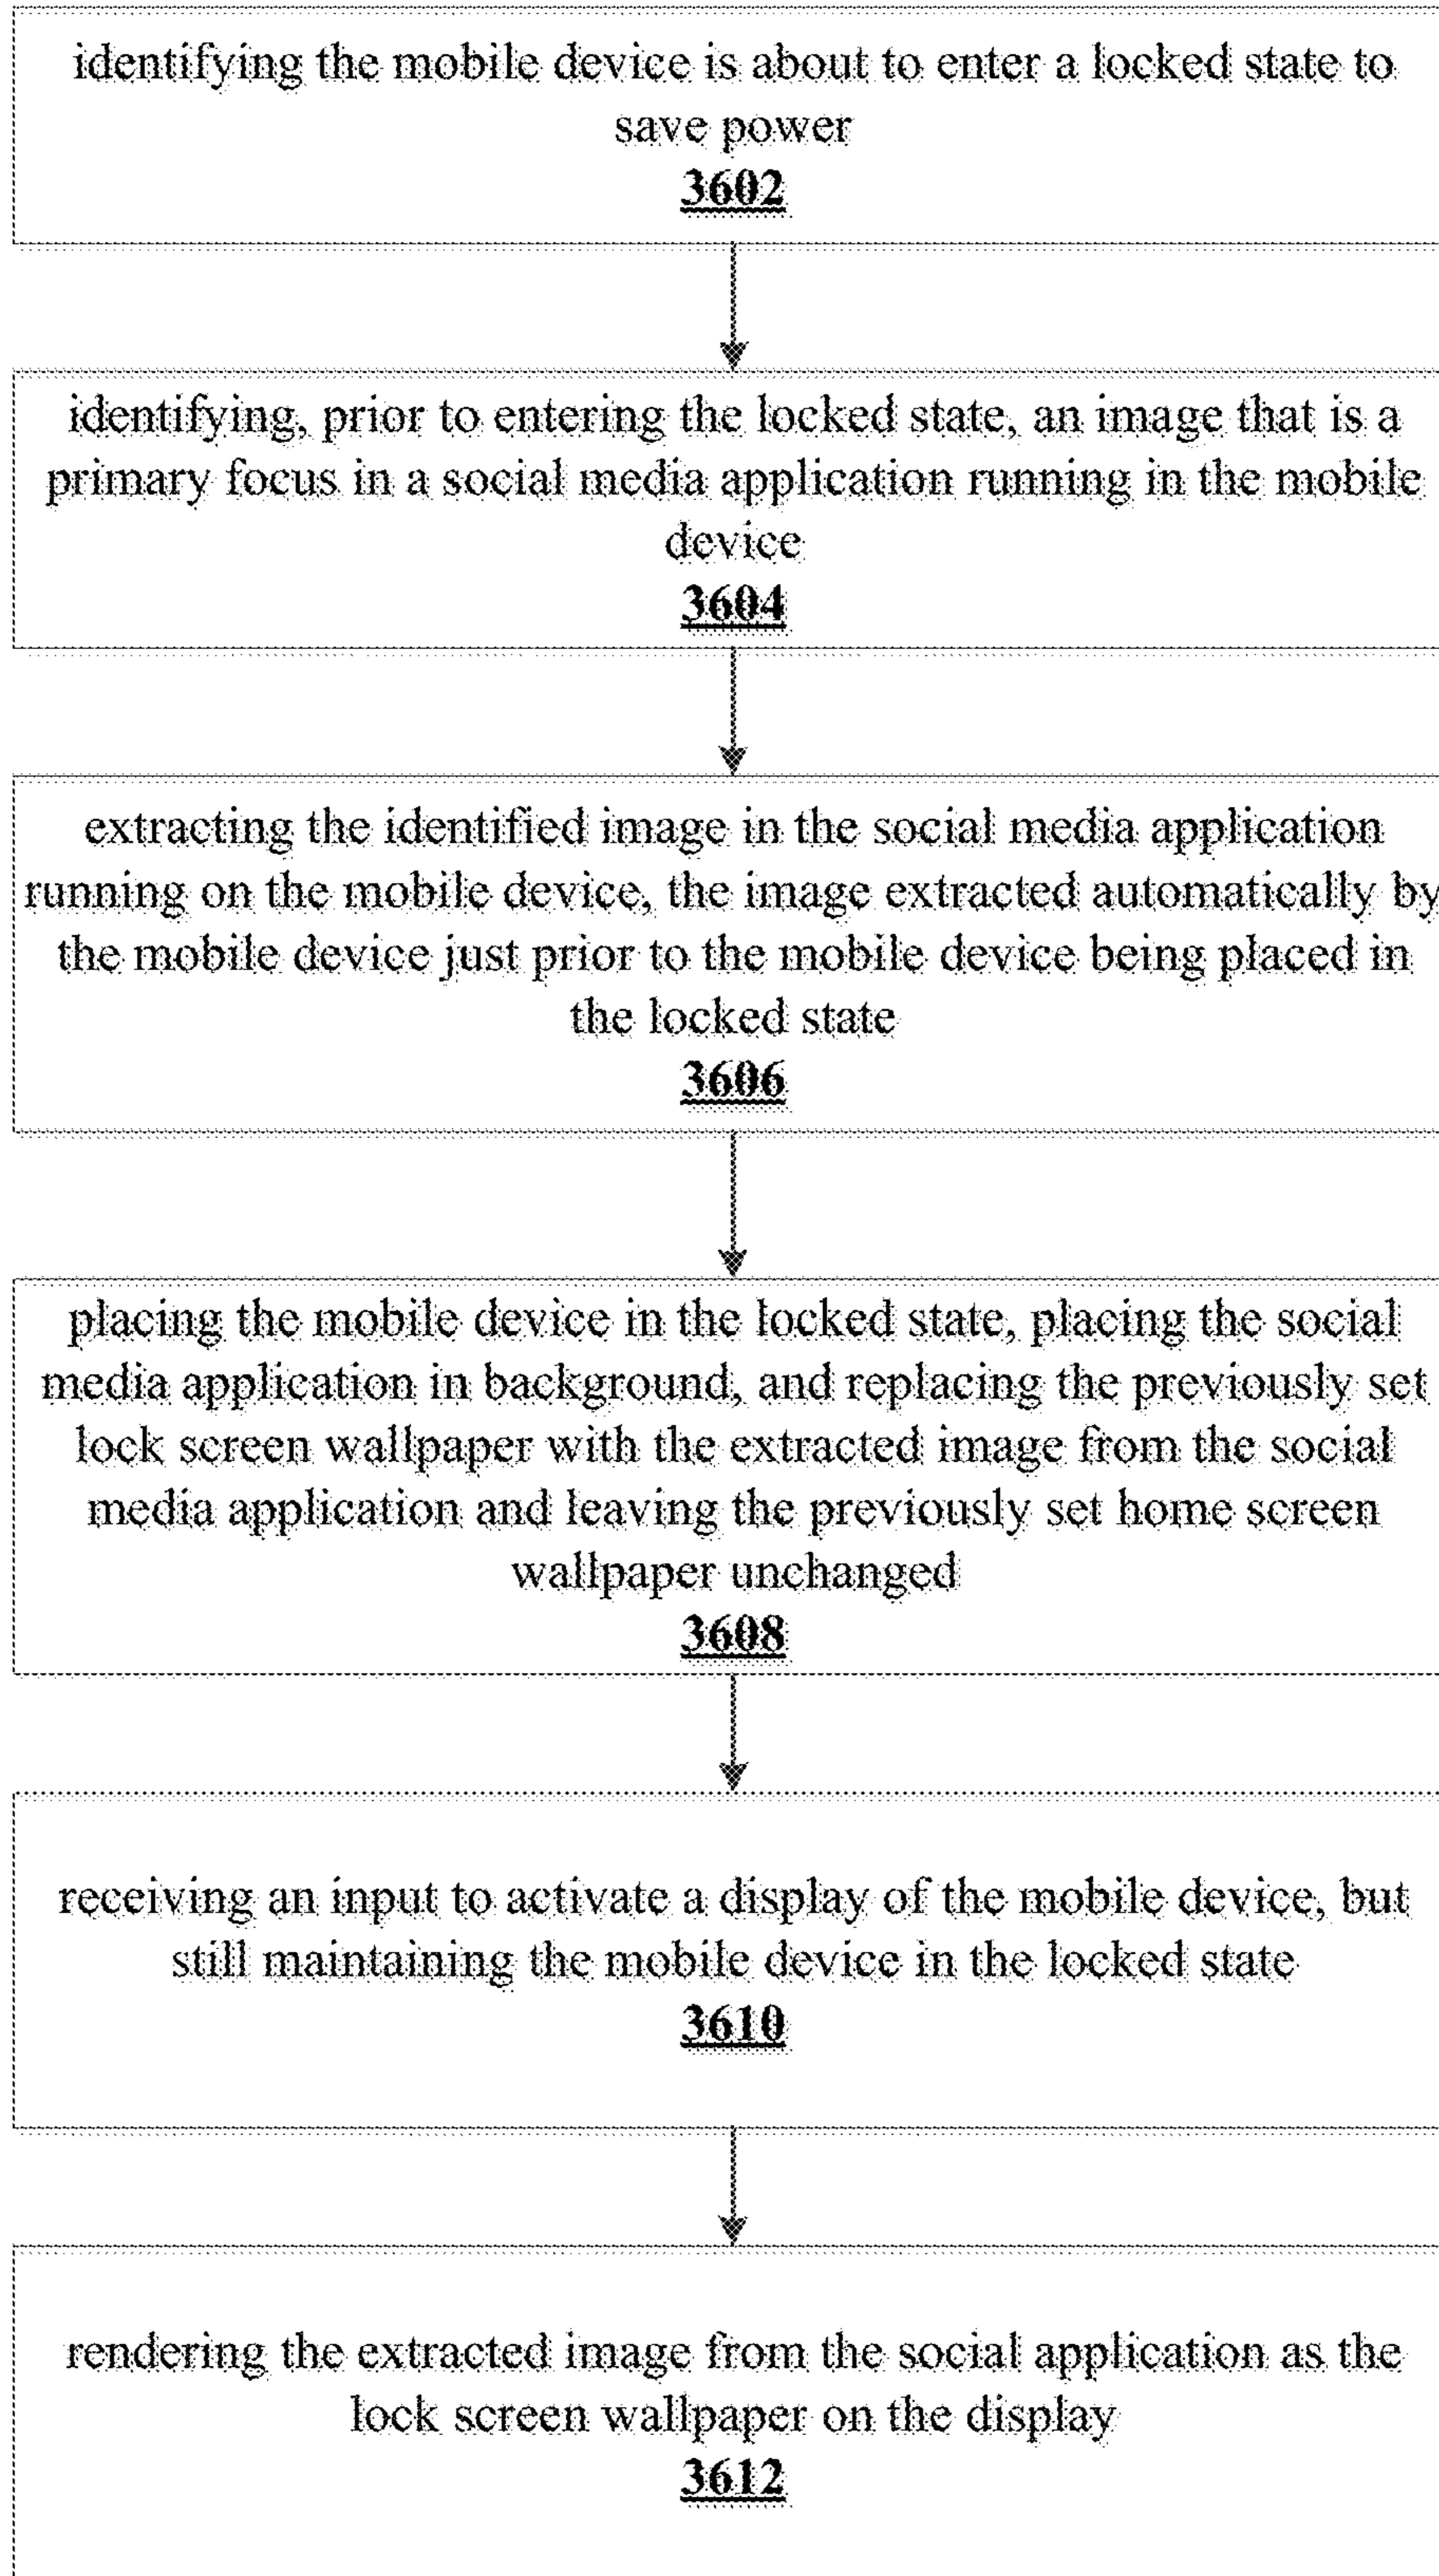 identifying the mobile device is about to enter a locked state to
save power
3602
identifying, prior to entering the locked state, an image that is a
primary focus in a social media application running in the mobile
device
3604
extracting the identified image in the social media application
running on the mobile device, the image extracted automatically by
the mobile device just prior to the mobile device being placed in
the locked state
3606
placing the mobile device in the locked state, placing the social
media application in background, and replacing the previously set
lock screen wallpaper with the extracted image from the social
media application and leaving the previously set home screen
wallpaper unchanged
3608
receiving an input to activate a display of the mobile device, but
still maintaining the mobile device in the locked state
3610
rendering the extracted image from the social application as the
lock screen wallpaper on the display
3612